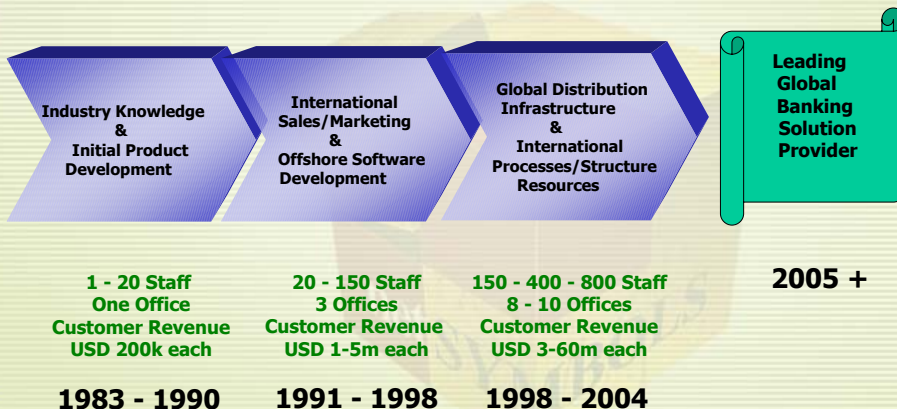 Industry Knowledge
&
Initial Product
Development
International
Sales/Marketing
&
Offshore Software
Development
Global Distribution
Infrastructure
&
International
Processes/Structure
Resources
Leading
Global
Banking
Solution
Provider
1 - 20 Staff
One Office
Customer Revenue
USD 200k each
20 - 150 Staff
3 Offices
Customer Revenue
USD 1-5m each
150 - 400 - 800 Staff
8 - 10 Offices
Customer Revenue
USD 3-60m each
2005 +
1983 - 1990
1991 - 1998
1998 - 2004
SYMBOLS